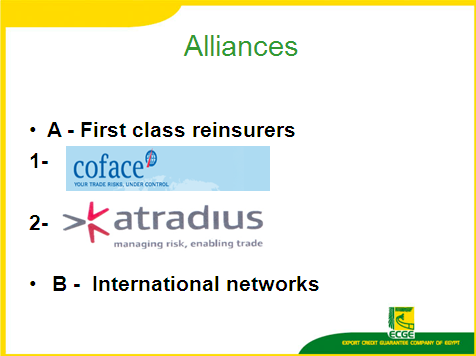 Alliances
• A - First class reinsurers
1-
coface
YOUR TRADE RISKS, UNDER CONTROL
2-
atradius
managing risk, enabling trade
• B - International networks
ECGE
EXPORT CREDIT GUARANTEE COMPANY OF EGYPT